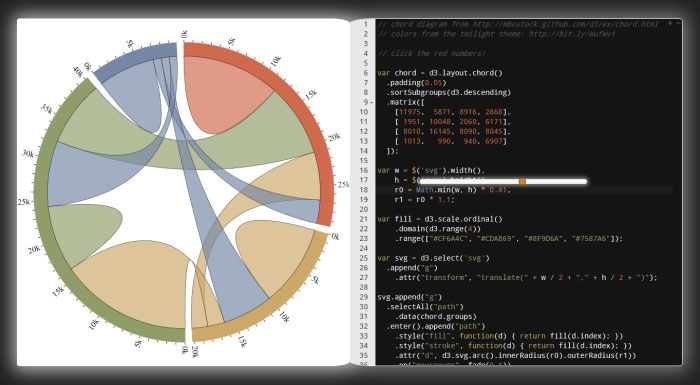 0k
5k
10k
15k
20k
25k
0k
5k
10k
15k
20k
0k
5k
10k
15k
20k
25k
30k
35k
40k
0k
5k
1 // chord diagram from http://mbostock.github.com/d3/ex/chord.html
2 // colors from the twilight theme: http://bit.ly/wufWv1
3
4 // click the red numbers!
5
6 var chord = d3.layout.chord()
7 .padding(0.05)
8 .sortSubgroups(d3.descending)
9 .matrix([
10 [11975, 5871, 8916, 2868],
11 [ 1951, 10048, 2060, 6171],
12 [ 8010, 16145, 8090, 8045],
13 [ 1013, 990, 940, 6907]
14 ]);
15
16 var w = $('svg').width(),
17 h = $(
18 r0 = Math.min(w, h) * 0.41,
19 r1 = r0 * 1.1;
20
21 var fill = d3.scale.ordinal()
22 .domain(d3.range(4))
23 .range(["#CF6A4C", "#CDA869", "#8F9D6A", "#7587A6"]);
24
25 var svg = d3.select('svg')
26 .append("g")
27 .attr("transform", "translate(" + w / 2 + "," + h / 2 + ")");
28
29 svg.append("g")
30 .selectAll("path")
31 .data(chord.groups)
32 .enter().append("path")
33 .style("fill", function(d) { return fill(d.index); })
34 .style("stroke", function(d) { return fill(d.index); })
35 .attr("d", d3.svg.arc().innerRadius(r0).outerRadius(r1))